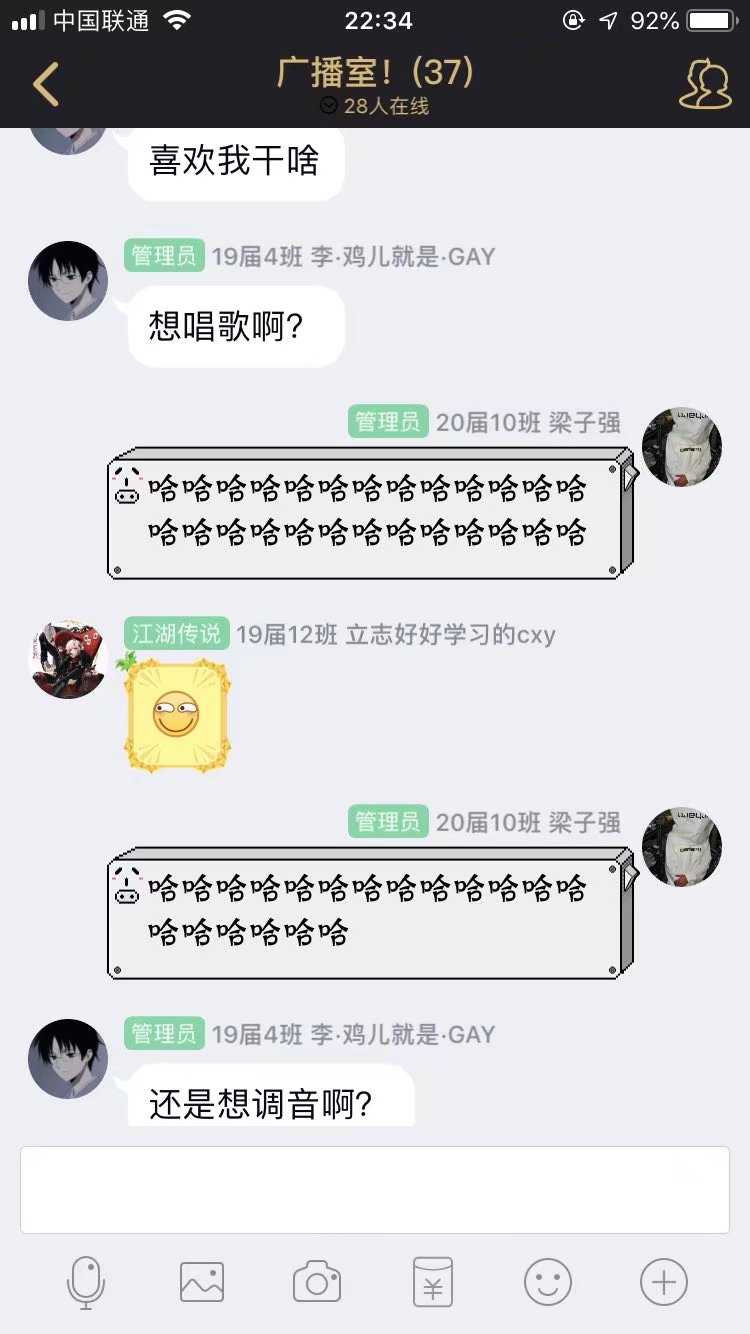 中国联通
22:34
92%
广播室！(37)
28人在线
喜欢我干啥
管理员 19届4班 李·鸡儿就是·GAY
想唱歌啊？
管理员 20届10班 梁子强
哈哈哈哈哈哈哈哈哈哈哈哈哈
哈哈哈哈哈哈哈哈哈哈哈哈哈
江湖传说 19届12班 立志好好学习的cxy
管理员 20届10班 梁子强
哈哈哈哈哈哈哈哈哈哈哈哈哈
哈哈哈哈哈哈
管理员 19届4班 李·鸡儿就是·GAY
还是想调音啊？
¥